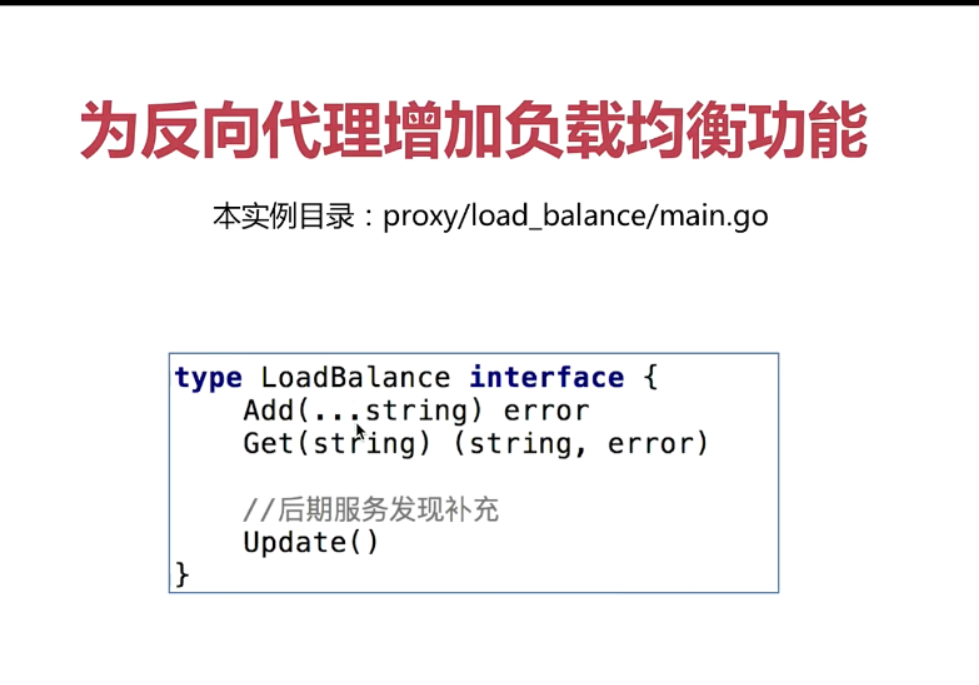 为反向代理增加负载均衡功能
本实例目录：proxy/load_balance/main.go
type LoadBalance interface {
    Add(...string) error
    Get(string) (string, error)
    //后期服务发现补充
    Update()
}